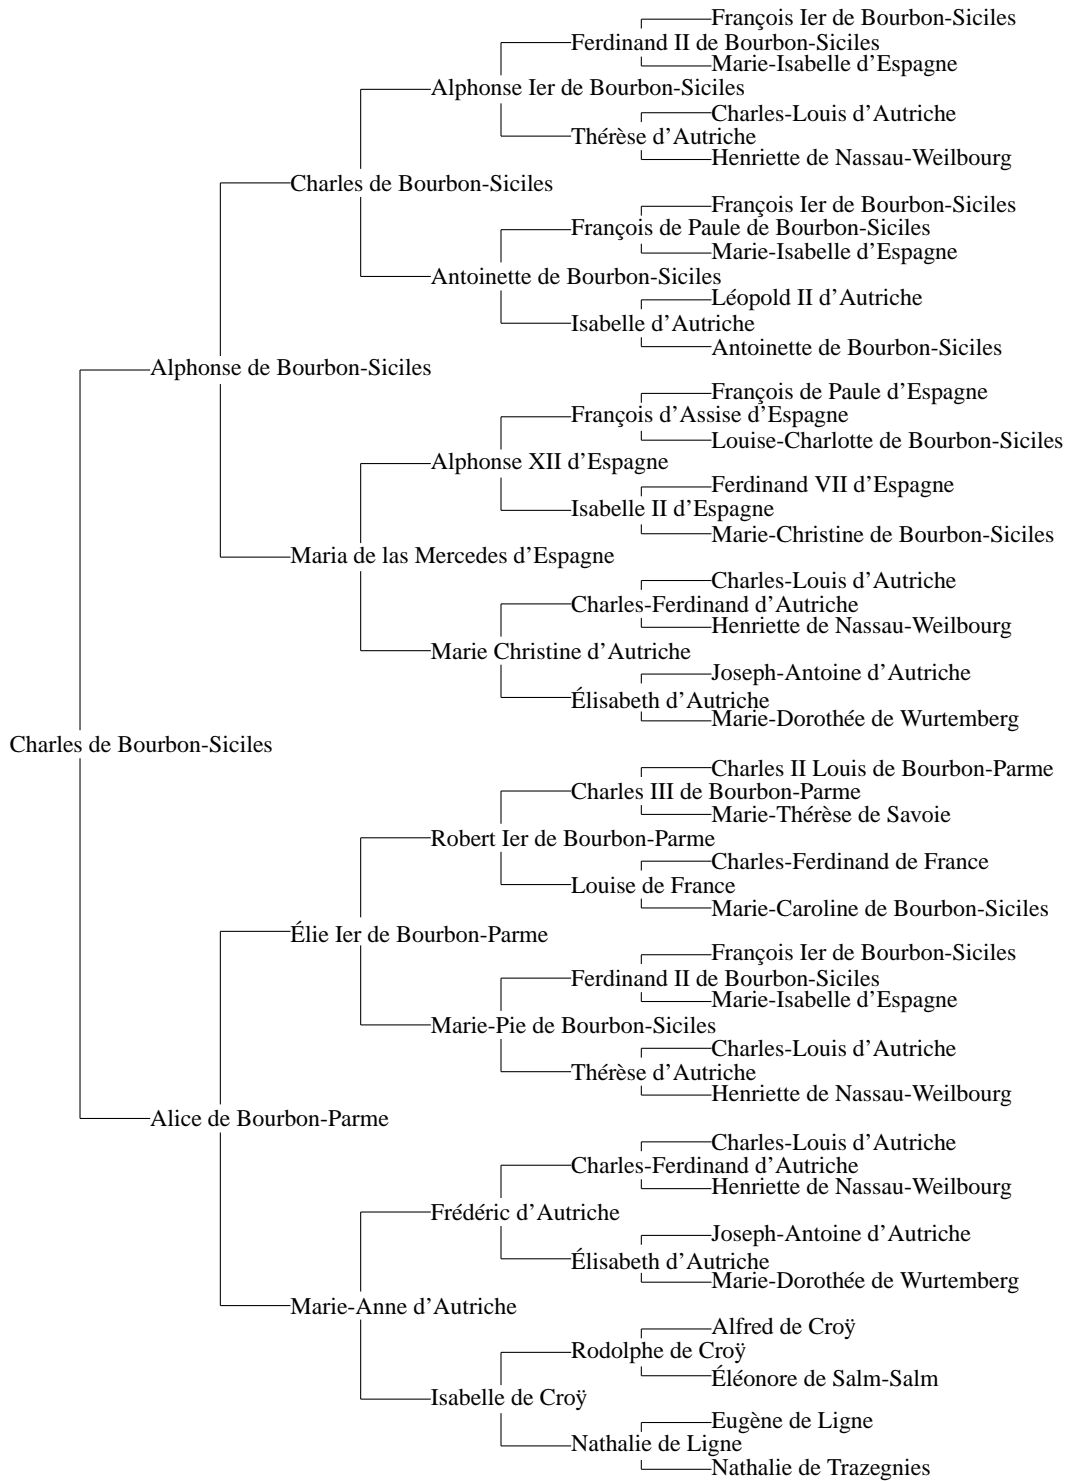 François Ier de Bourbon-Siciles
Ferdinand II de Bourbon-Siciles
Marie-Isabelle d’Espagne
Alphonse Ier de Bourbon-Siciles
Charles-Louis d’Autriche
Thérèse d’Autriche
Henriette de Nassau-Weilbourg
Charles de Bourbon-Siciles
François Ier de Bourbon-Siciles
François de Paule de Bourbon-Siciles
Marie-Isabelle d’Espagne
Antoinette de Bourbon-Siciles
Léopold II d’Autriche
Isabelle d’Autriche
Antoinette de Bourbon-Siciles
Alphonse de Bourbon-Siciles
François de Paule d’Espagne
François d’Assise d’Espagne
Louise-Charlotte de Bourbon-Siciles
Alphonse XII d’Espagne
Ferdinand VII d’Espagne
Isabelle II d’Espagne
Marie-Christine de Bourbon-Siciles
Maria de las Mercedes d’Espagne
Charles-Louis d’Autriche
Charles-Ferdinand d’Autriche
Henriette de Nassau-Weilbourg
Marie Christine d’Autriche
Joseph-Antoine d’Autriche
Élisabeth d’Autriche
Marie-Dorothée de Wurtemberg
Charles de Bourbon-Siciles
Charles II Louis de Bourbon-Parme
Charles III de Bourbon-Parme
Marie-Thérèse de Savoie
Robert Ier de Bourbon-Parme
Charles-Ferdinand de France
Louise de France
Marie-Caroline de Bourbon-Siciles
Élie Ier de Bourbon-Parme
François Ier de Bourbon-Siciles
Ferdinand II de Bourbon-Siciles
Marie-Isabelle d’Espagne
Marie-Pie de Bourbon-Siciles
Charles-Louis d’Autriche
Thérèse d’Autriche
Henriette de Nassau-Weilbourg
Alice de Bourbon-Parme
Charles-Louis d’Autriche
Charles-Ferdinand d’Autriche
Henriette de Nassau-Weilbourg
Frédéric d’Autriche
Joseph-Antoine d’Autriche
Élisabeth d’Autriche
Marie-Dorothée de Wurtemberg
Marie-Anne d’Autriche
Alfred de Croÿ
Rodolphe de Croÿ
Éléonore de Salm-Salm
Isabelle de Croÿ
Eugène de Ligne
Nathalie de Ligne
Nathalie de Trazegnies